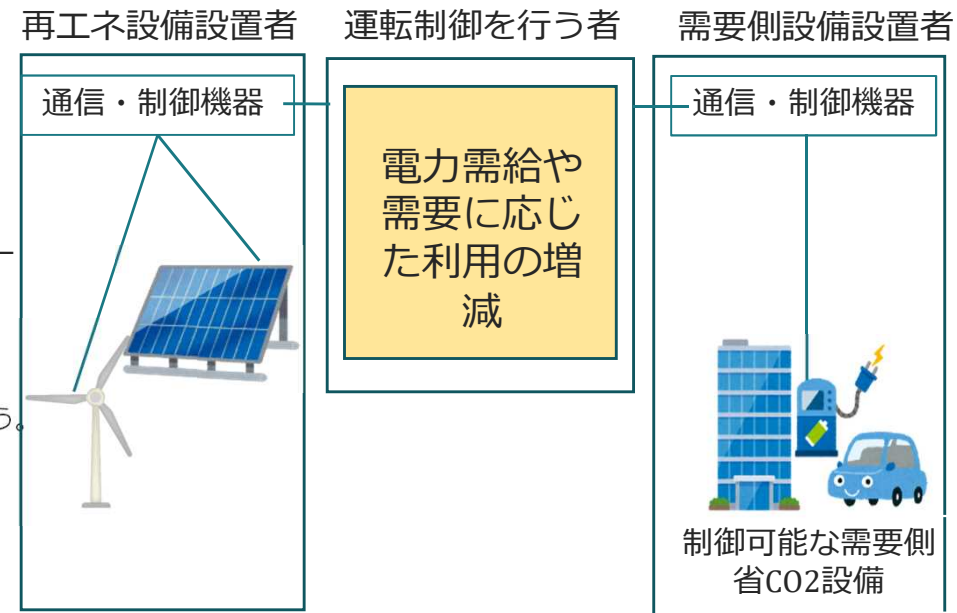 再エネ設備設置者
運転制御を行う者
需要側設備設置者
通信・制御機器
通信・制御機器
電力需給や
需要に応じ
た利用の増
減
ー
う。
制御可能な需要側
省CO2設備